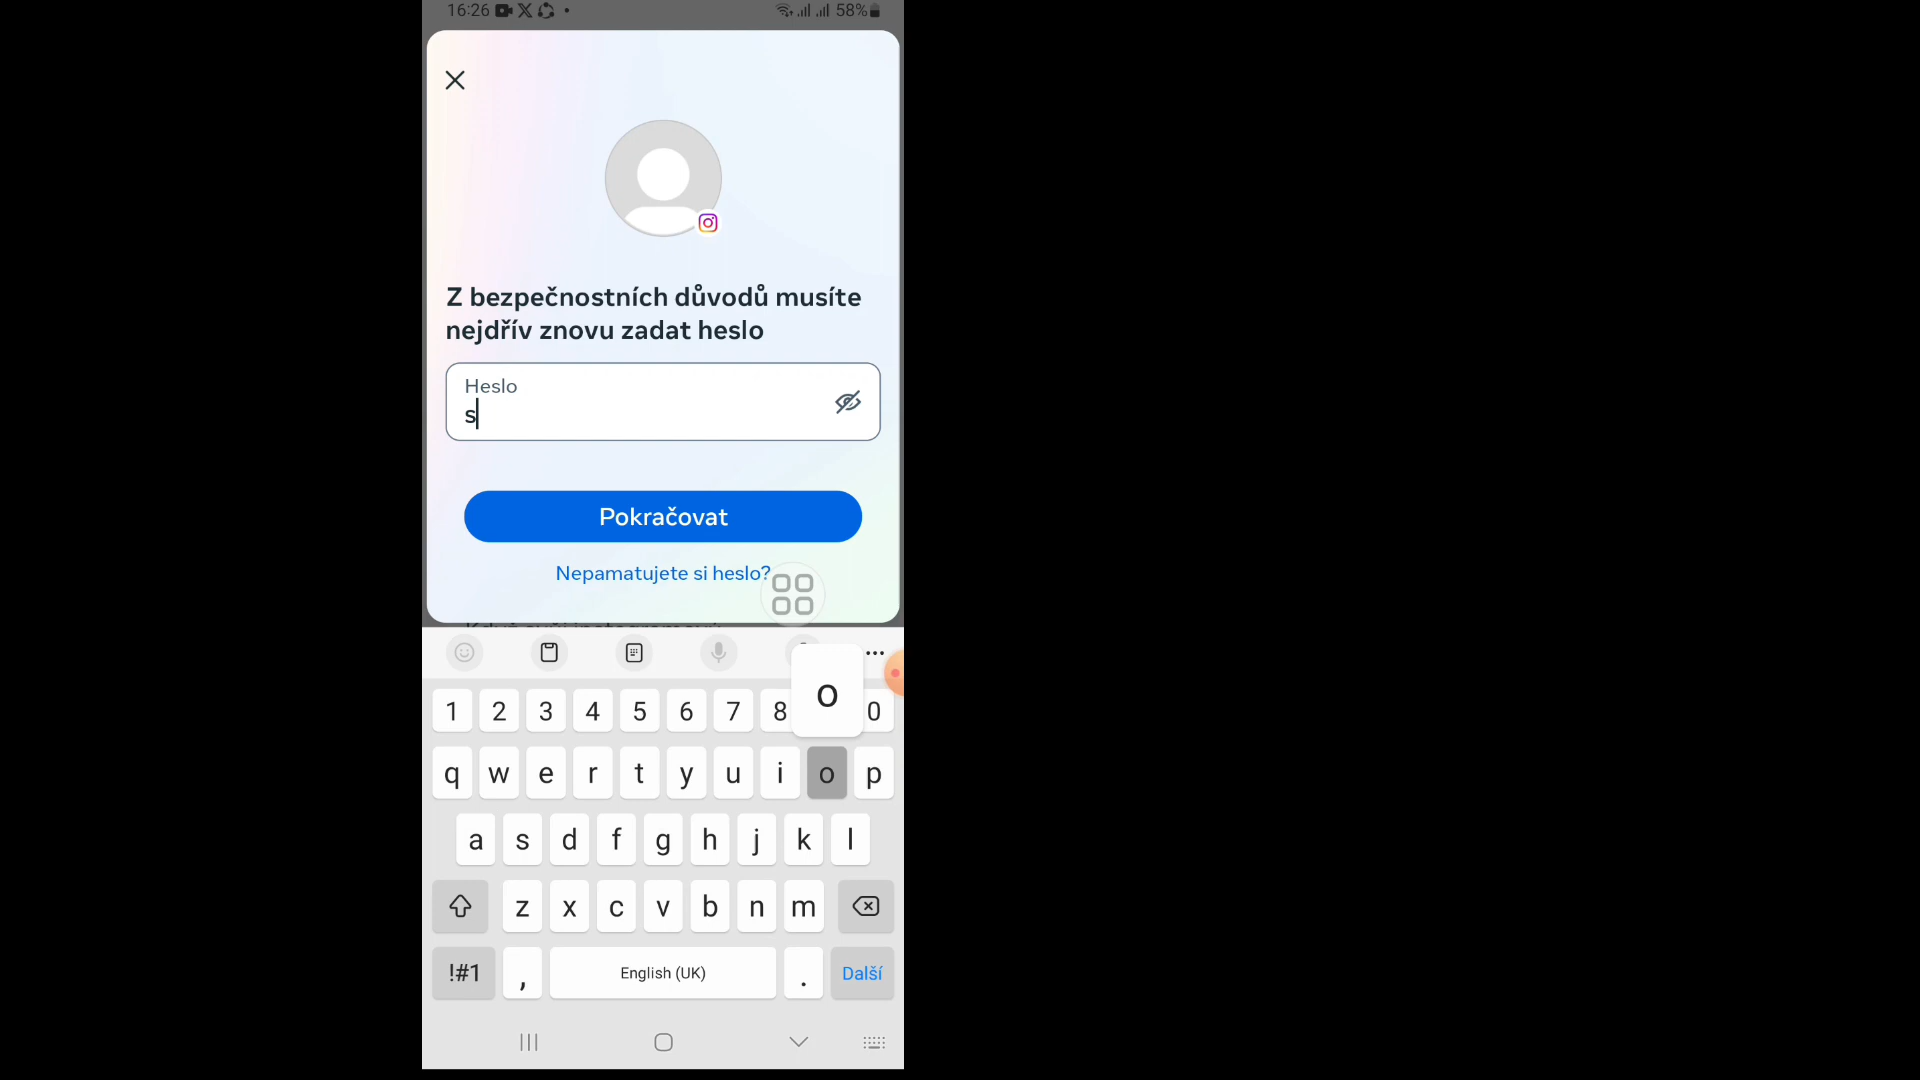 16:26 58%
Z bezpečnostních důvodů musíte
nejdřív znovu zadat heslo
Heslo
s
Pokračovat
Nepamatujete si heslo?
o
1 2 3 4 5 6 7 8 0
q w e r t y u i o p
a s d f g h j k l
z x c v b n m
!#1 , English (UK) . Další